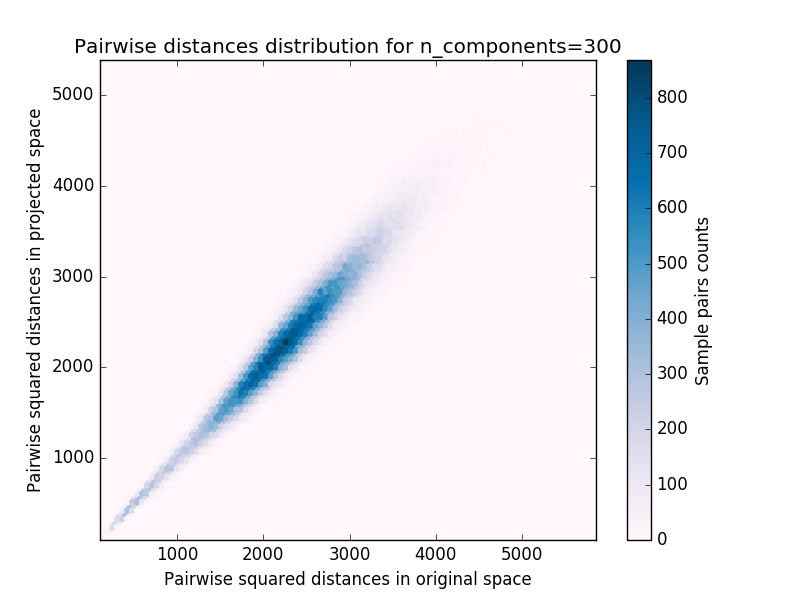 Pairwise distances distribution for n_components=300
Pairwise squared distances in projected space
5000
4000
3000
2000
1000
1000 2000 3000 4000 5000
Pairwise squared distances in original space
800
700
600
500
400
300
200
100
0
Sample pairs counts